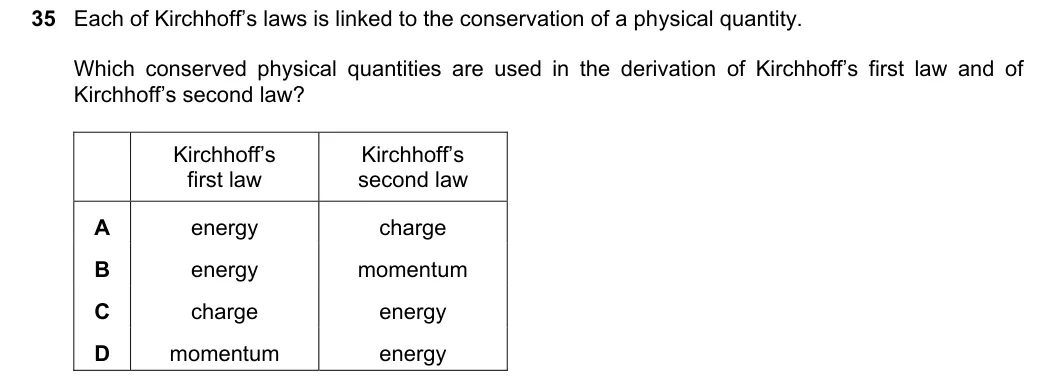 35 Each of Kirchhoff's laws is linked to the conservation of a physical quantity.
Which conserved physical quantities are used in the derivation of Kirchhoff's first law and of
Kirchhoff's second law?
Kirchhoff's Kirchhoff's
first law second law
A energy charge
B energy momentum
C charge energy
D momentum energy